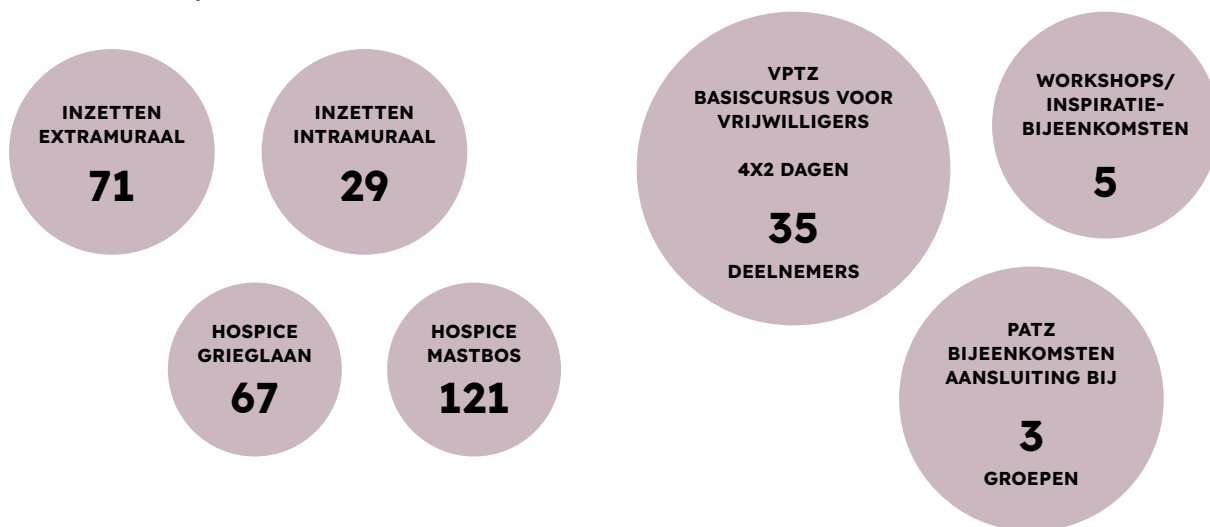 INZETTEN
EXTRAMURAAL
71
INZETTEN
INTRAMURAAL
29
HOSPICE
GRIEGLAAN
67
HOSPICE
MASTBOS
121
VPTZ
BASISCURSUS VOOR
VRIJWILLIGERS
4X2 DAGEN
35
DEELNEMERS
WORKSHOPS/
INSPIRATIE-
BIJEENKOMSTEN
5
PATZ
BIJEENKOMSTEN
AANSLUITING BIJ
3
GROEPEN